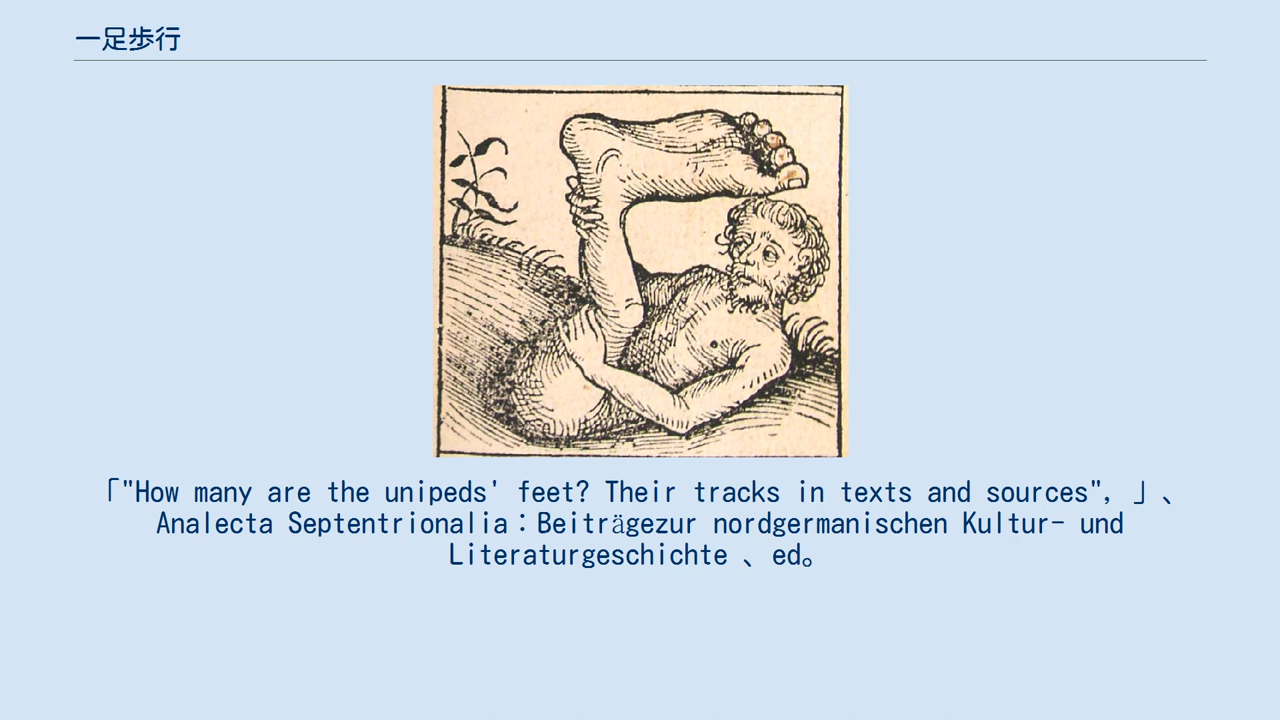 一足歩行
「"How many are the unipeds' feet? Their tracks in texts and sources", 」、
Analecta Septentrionalia：Beiträgezur nordgermanischen Kultur- und
Literaturgeschichte 、ed。